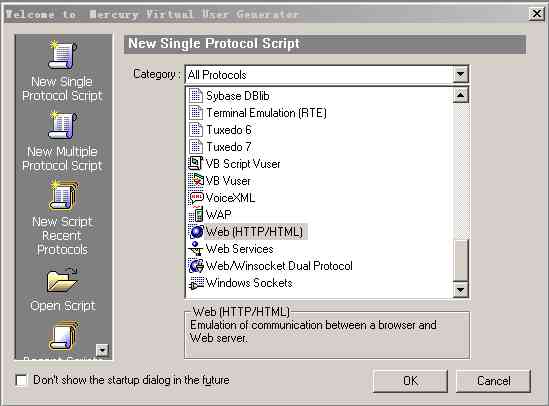 Welcome to Mercury Virtual User Generator
New Single
Protocol Script
New Multiple
Protocol Script
New Script
Recent
Protocols
Open Script
Recent Scripts
New Single Protocol Script
Category :
All Protocols
Sybase DBlib
Terminal Emulation (RTE)
Tuxedo 6
Tuxedo 7
VB Script Vuser
VB Vuser
VoiceXML
WAP
Web (HTTP/HTML)
Web Services
Web/Winsocket Dual Protocol
Windows Sockets
Web (HTTP/HTML)
Emulation of communication between a browser and
Web server.
Don't show the startup dialog in the future
OK
Cancel